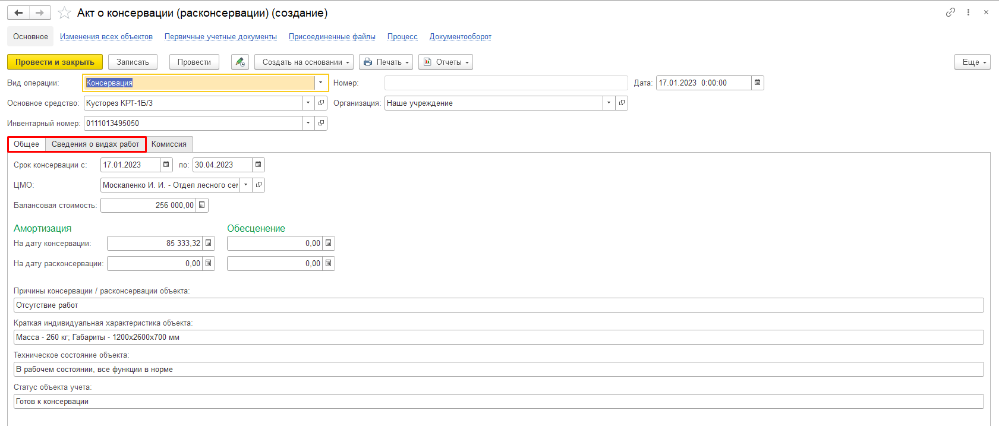 Акт о консервации (расконсервации) (создание)
Основное Изменения всех объектов Первичные учетные документы Присоединенные файлы Процесс Документооборот
Провести и закрыть Записать Провести Создать на основании Печать Отчеты Еще
Вид операции: Консервация Номер: Дата: 17.01.2023 0:00:00
Основное средство: Кусторез КРТ-1Б/3 Организация: Наше учреждение
Инвентарный номер: 0111013495050
Общее Сведения о видах работ Комиссия
Срок консервации с: 17.01.2023 по: 30.04.2023
ЦМО: Москаленко И. И. - Отдел лесного сег
Балансовая стоимость: 256 000,00
Амортизация Обесценение
На дату консервации: 85 333,32 0,00
На дату расконсервации: 0,00 0,00
Причины консервации / расконсервации объекта:
Отсутствие работ
Краткая индивидуальная характеристика объекта:
Масса - 260 кг; Габариты - 1200х2600х700 мм
Техническое состояние объекта:
В рабочем состоянии, все функции в норме
Статус объекта учета:
Готов к консервации